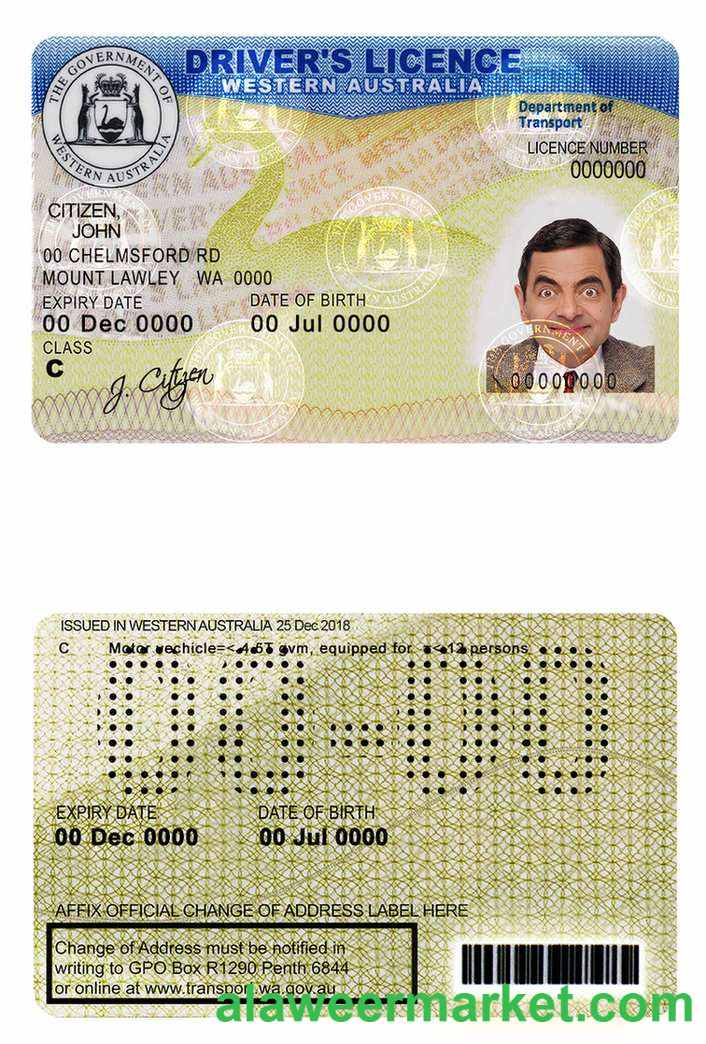 DRIVER'S LICENCE
WESTERN AUSTRALIA
THE GOVERNMENT OF
WESTERN AUSTRALIA
Department of
Transport
LICENCE NUMBER
0000000
CITIZEN,
JOHN
00 CHELMSFORD RD
MOUNT LAWLEY WA 0000
EXPIRY DATE DATE OF BIRTH
00 Dec 0000 00 Jul 0000
CLASS
C
J. Citizen
00000000
ISSUED IN WESTERN AUSTRALIA 25 Dec 2018
C Motor vechicle=< 4.5T gvm, equipped for =<12 persons
00-00
EXPIRY DATE DATE OF BIRTH
00 Dec 0000 00 Jul 0000
AFFIX OFFICIAL CHANGE OF ADDRESS LABEL HERE
Change of Address must be notified in
writing to GPO Box R1290 Penth 6844
or online at www.transport.wa.gov.au
alaweermarket.com